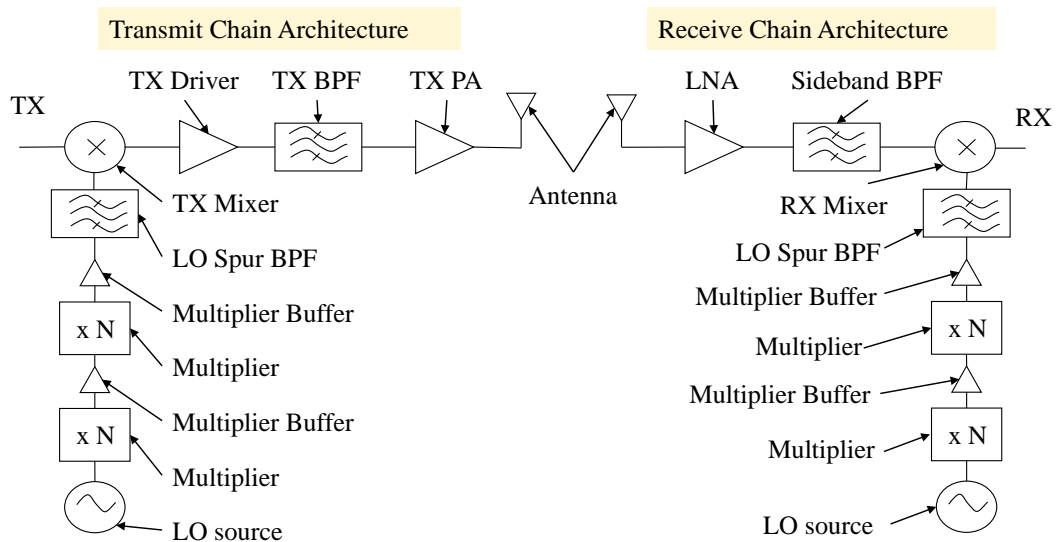 Transmit Chain Architecture
Receive Chain Architecture
TX Driver
TX BPF
TX PA
LNA
Sideband BPF
TX
RX
Antenna
TX Mixer
RX Mixer
LO Spur BPF
LO Spur BPF
Multiplier Buffer
Multiplier Buffer
x N
x N
Multiplier
Multiplier
Multiplier Buffer
Multiplier Buffer
x N
x N
Multiplier
Multiplier
LO source
LO source